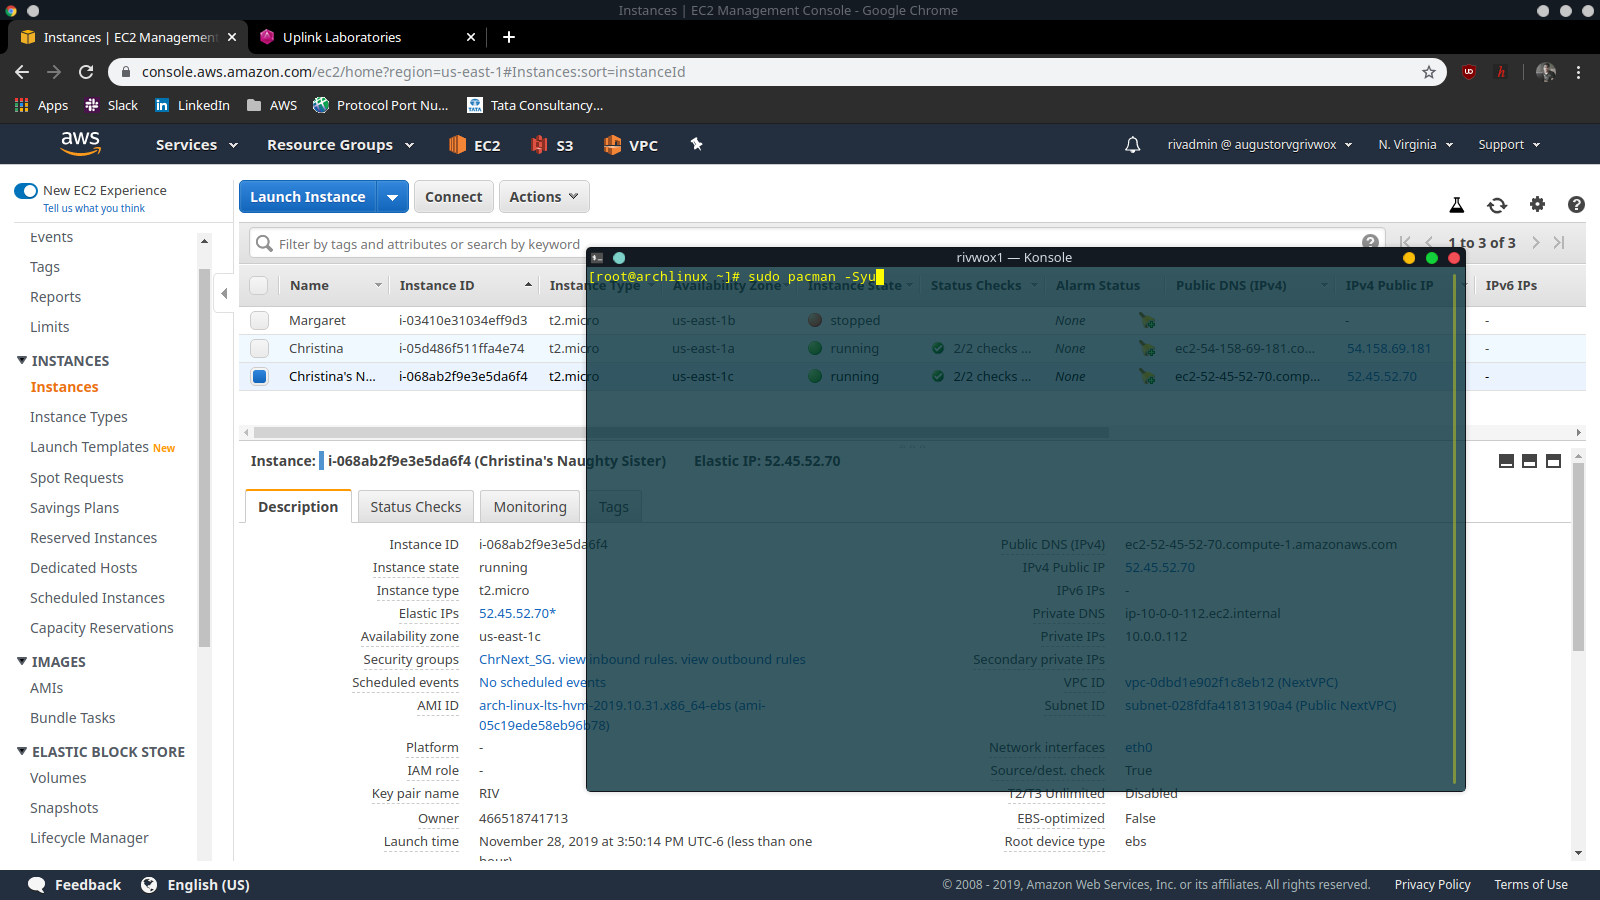 Instances | EC2 Management Console - Google Chrome
Instances | EC2 Management
Uplink Laboratories
console.aws.amazon.com/ec2/home?region=us-east-1#Instances:sort=instanceId
Apps Slack LinkedIn AWS Protocol Port Nu... Tata Consultancy...
aws Services Resource Groups EC2 S3 VPC rivadmin @ augustorvgrivwox N. Virginia Support
New EC2 Experience
Tell us what you think
Events
Tags
Reports
Limits
INSTANCES
Instances
Instance Types
Launch Templates New
Spot Requests
Savings Plans
Reserved Instances
Dedicated Hosts
Scheduled Instances
Capacity Reservations
IMAGES
AMIs
Bundle Tasks
ELASTIC BLOCK STORE
Volumes
Snapshots
Lifecycle Manager
Launch Instance Connect Actions
Filter by tags and attributes or search by keyword
1 to 3 of 3
rivwox1 — Konsole
[root@archlinux ~]# sudo pacman -Syu
Name Instance ID Instance Type Availability Zone Instance State Status Checks Alarm Status Public DNS (IPv4) IPv4 Public IP IPv6 IPs
Margaret i-03410e31034eff9d3 t2.micro us-east-1b stopped None - -
Christina i-05d486f511ffa4e74 t2.micro us-east-1a running 2/2 checks ... None ec2-54-158-69-181.co... 54.158.69.181 -
Christina's N... i-068ab2f9e3e5da6f4 t2.micro us-east-1c running 2/2 checks ... None ec2-52-45-52-70.comp... 52.45.52.70 -
Instance: i-068ab2f9e3e5da6f4 (Christina's Naughty Sister) Elastic IP: 52.45.52.70
Description Status Checks Monitoring Tags
Instance ID i-068ab2f9e3e5da6f4
Instance state running
Instance type t2.micro
Elastic IPs 52.45.52.70*
Availability zone us-east-1c
Security groups ChrNext_SG. view inbound rules. view outbound rules
Scheduled events No scheduled events
AMI ID arch-linux-lts-hvm-2019.10.31.x86_64-ebs (ami-
05c19ede58eb96b78)
Platform -
IAM role -
Key pair name RIV
Owner 466518741713
Launch time November 28, 2019 at 3:50:14 PM UTC-6 (less than one
hour)
Public DNS (IPv4) ec2-52-45-52-70.compute-1.amazonaws.com
IPv4 Public IP 52.45.52.70
IPv6 IPs -
Private DNS ip-10-0-0-112.ec2.internal
Private IPs 10.0.0.112
Secondary private IPs
VPC ID vpc-0dbd1e902f1c8eb12 (NextVPC)
Subnet ID subnet-028fdfa41813190a4 (Public NextVPC)
Network interfaces eth0
Source/dest. check True
T2/T3 Unlimited Disabled
EBS-optimized False
Root device type ebs
Feedback English (US)
© 2008 - 2019, Amazon Web Services, Inc. or its affiliates. All rights reserved. Privacy Policy Terms of Use